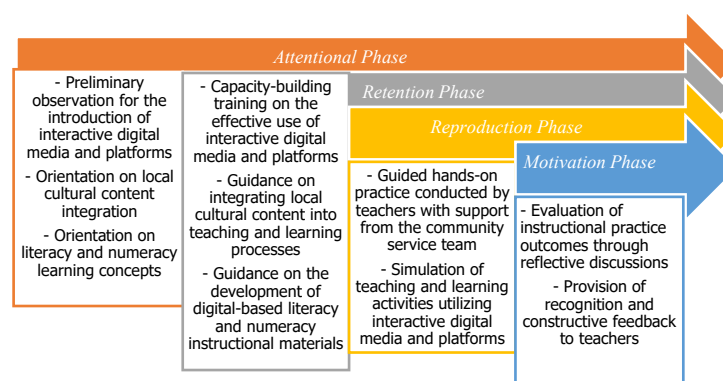 Attentional Phase
- Preliminary
observation for the
introduction of
interactive digital
media and platforms
- Orientation on local
cultural content
integration
- Orientation on
literacy and numeracy
learning concepts
Retention Phase
- Capacity-building
training on the
effective use of
interactive digital
media and platforms
- Guidance on
integrating local
cultural content into
teaching and learning
processes
- Guidance on the
development of
digital-based literacy
and numeracy
instructional materials
Reproduction Phase
- Guided hands-on
practice conducted by
teachers with support
from the community
service team
- Simulation of
teaching and learning
activities utilizing
interactive digital
media and platforms
Motivation Phase
- Evaluation of
instructional practice
outcomes through
reflective discussions
- Provision of
recognition and
constructive feedback
to teachers